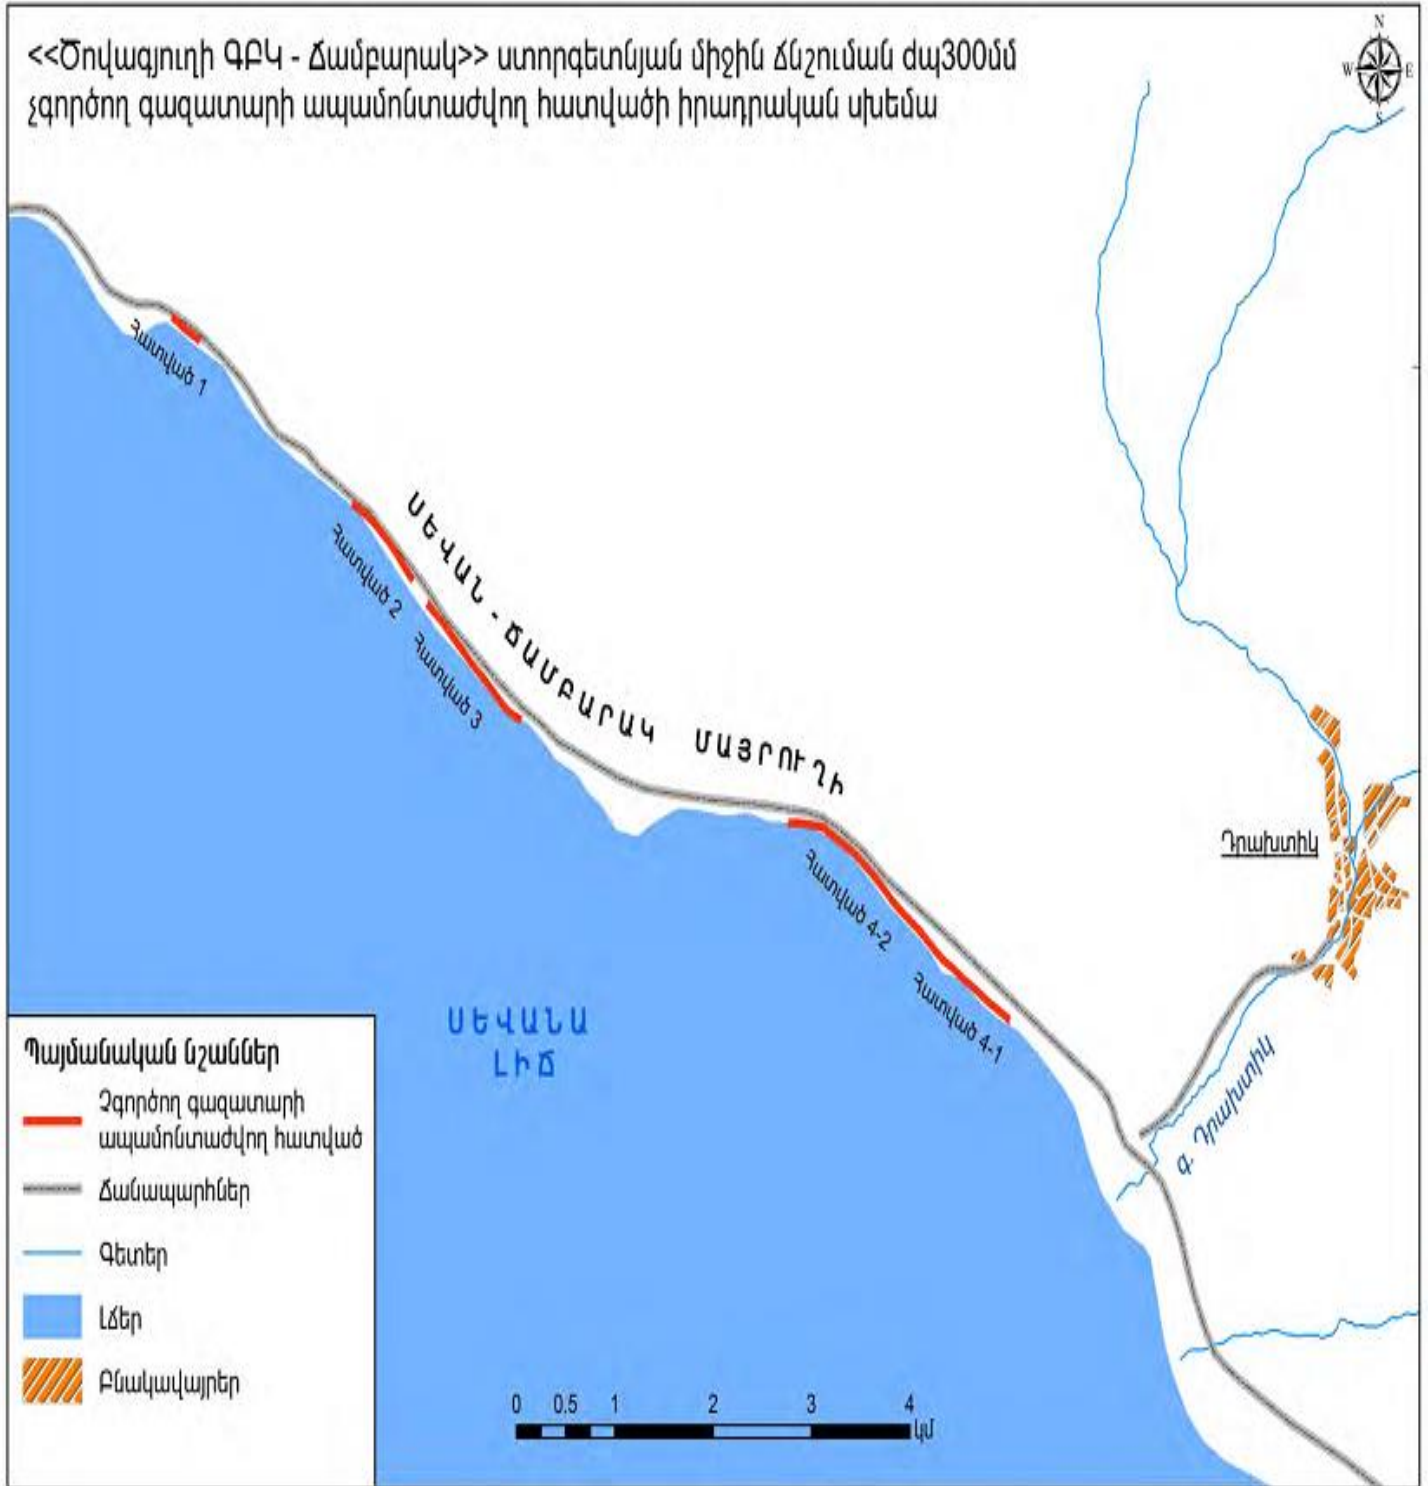 <<Ծովագյուղի ԳԲԿ - Ճամբարակ>> ստորգետնյա միջին ճնշուման ժպ300մմ
չգործող գազատարի ապամոնտաժվող հատվածի իրադրական սխեմա
N
W E
S
Հատված 1
Հատված 2
Հատված 3
ՍԵՎԱՆ - ՃԱՄԲԱՐԱԿ ՄԱՅՐՈՒՂԻ
Հատված 4-2
Հատված 4-1
Դրախտիկ
գ. Դրախտիկ
ՍԵՎԱՆԱ
ԼԻՃ
Պայմանական նշաններ
Չգործող գազատարի
ապամոնտաժվող հատված
Ճանապարհներ
Գետեր
Լճեր
Բնակավայրեր
0 0.5 1 2 3 4
կմ